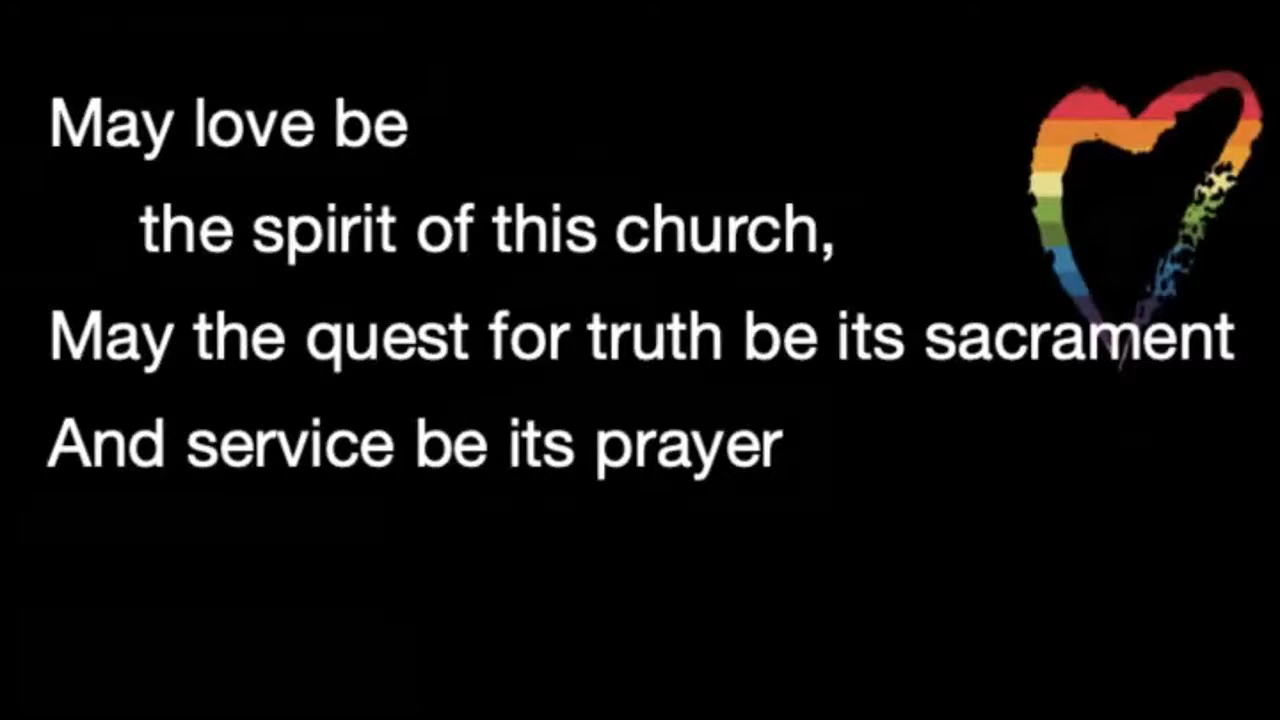 May love be
the spirit of this church,
May the quest for truth be its sacrament
And service be its prayer